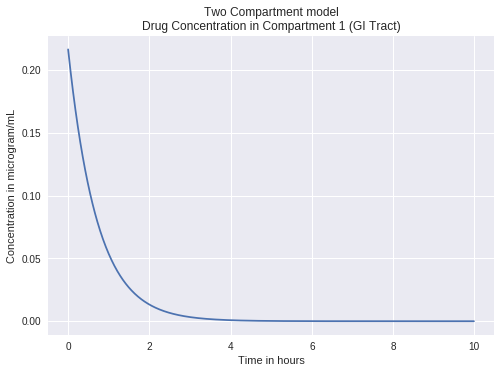 Two Compartment model
Drug Concentration in Compartment 1 (GI Tract)
Concentration in microgram/mL
0.20
0.15
0.10
0.05
0.00
0 2 4 6 8 10
Time in hours